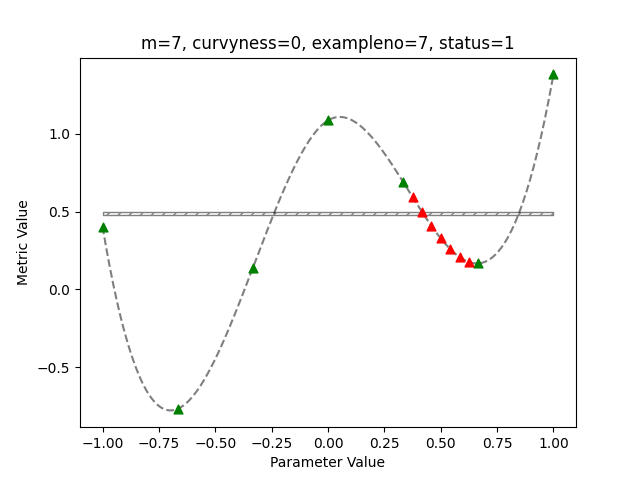 m=7, curvyness=0, exampleno=7, status=1
Metric Value
1.0
0.5
0.0
−0.5
−1.00 −0.75 −0.50 −0.25 0.00 0.25 0.50 0.75 1.00
Parameter Value